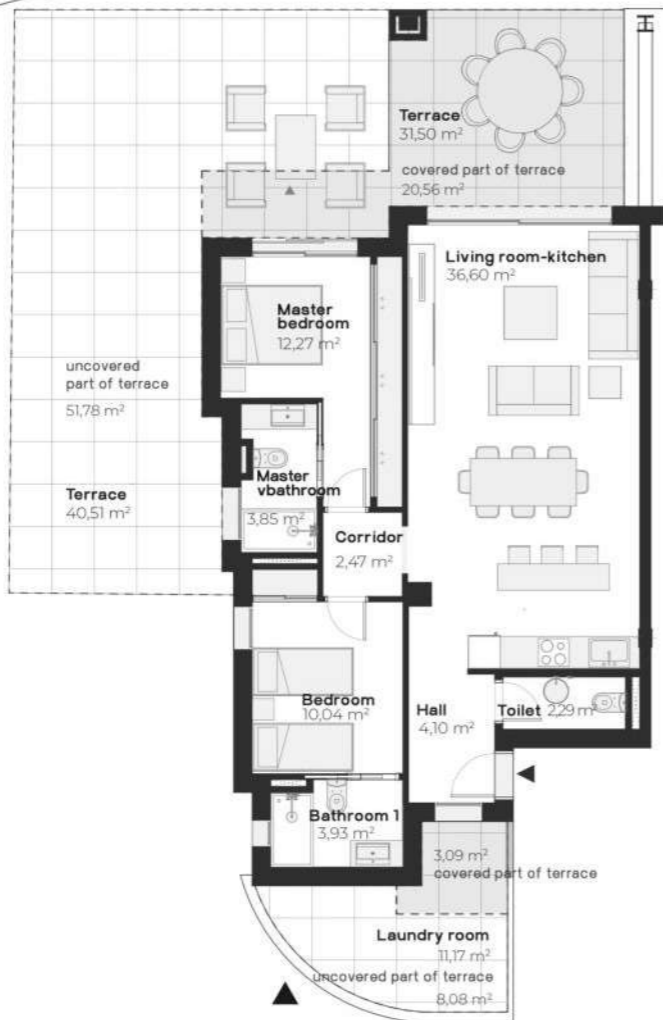 Terrace
31,50 m²
covered part of terrace
20,56 m²
Living room-kitchen
36,60 m²
Master
bedroom
12,27 m²
uncovered
part of terrace
51,78 m²
Terrace
40,51 m²
Master
vbathroom
3,85 m²
Corridor
2,47 m²
Bedroom
10,04 m²
Hall
4,10 m²
Toilet 2,29 m²
Bathroom 1
3,93 m²
3,09 m²
covered part of terrace
Laundry room
11,17 m²
uncovered part of terrace
8,08 m²